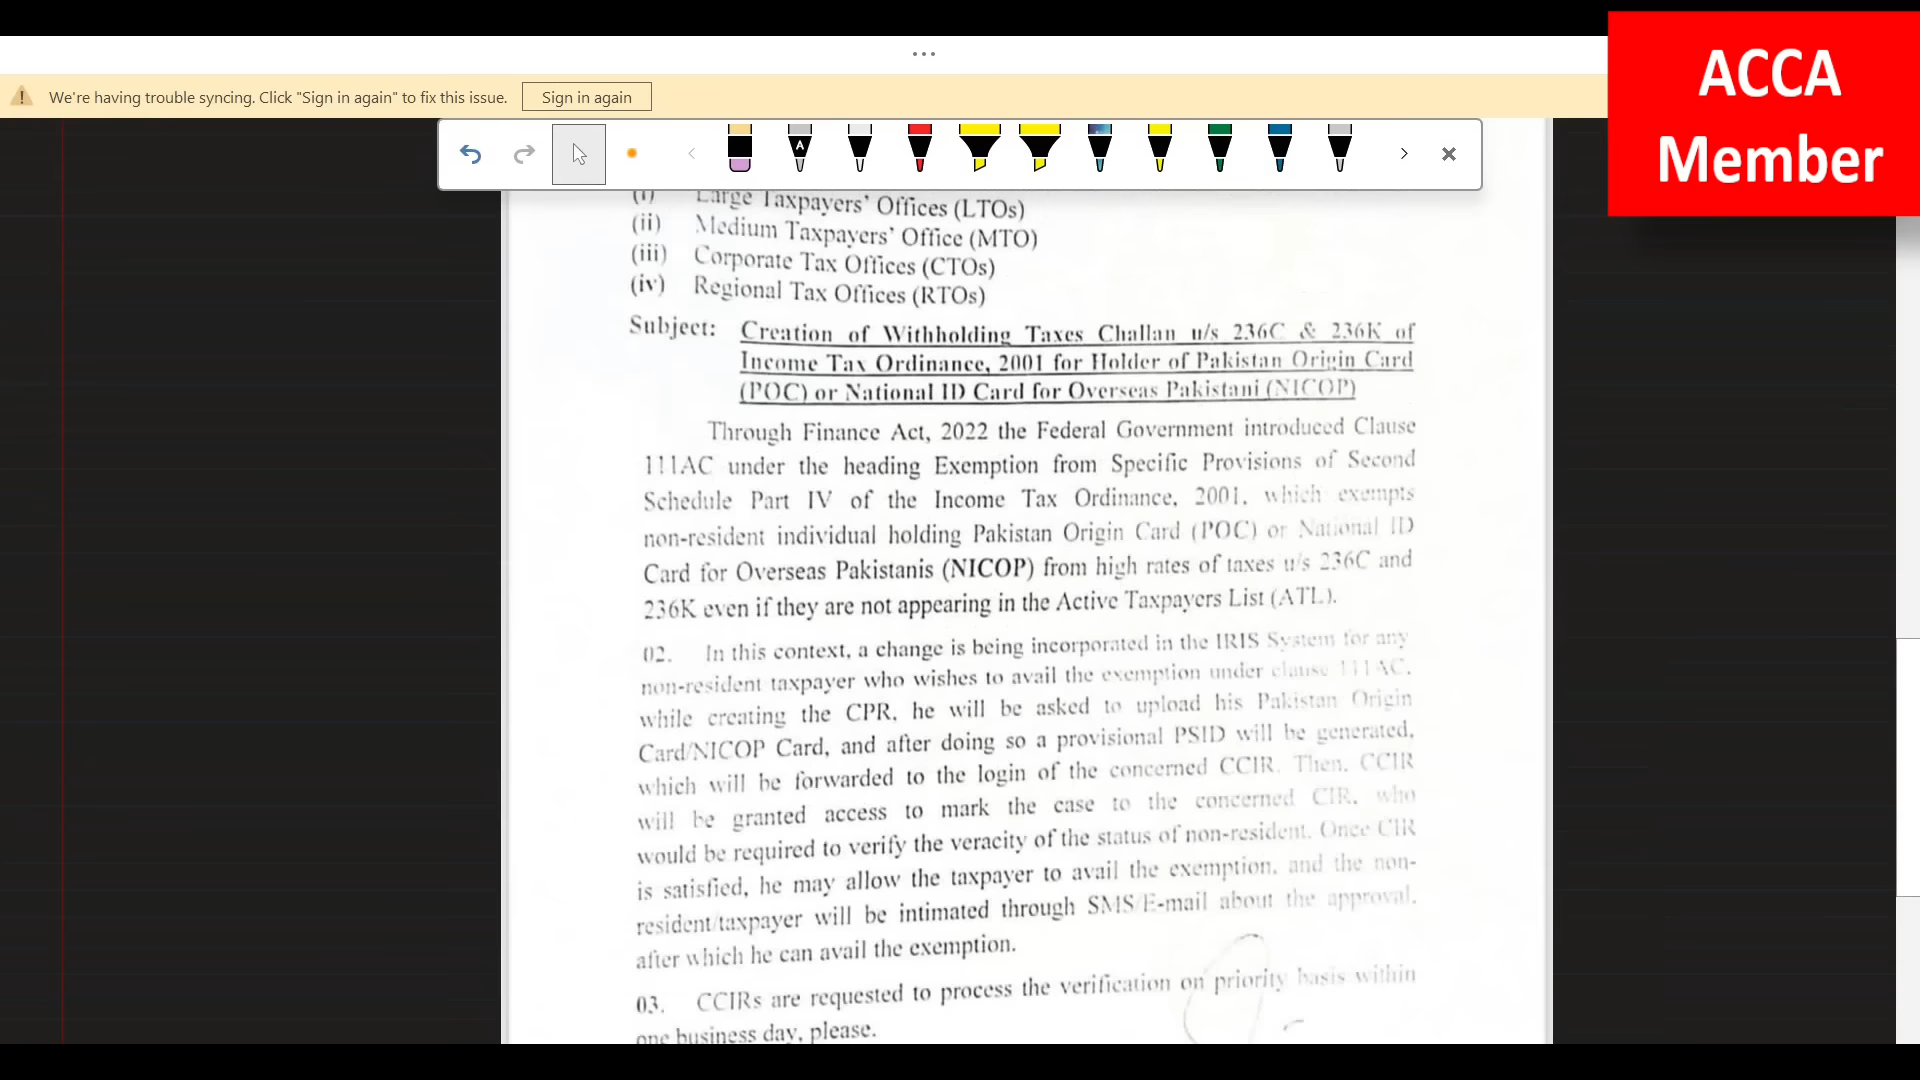 ACCA
Member
We're having trouble syncing. Click "Sign in again" to fix this issue. Sign in again
A
(i) Large Taxpayers' Offices (LTOs)
(ii) Medium Taxpayers' Office (MTO)
(iii) Corporate Tax Offices (CTOs)
(iv) Regional Tax Offices (RTOs)
Subject: Creation of Withholding Taxes Challan u/s 236C & 236K of
Income Tax Ordinance, 2001 for Holder of Pakistan Origin Card
(POC) or National ID Card for Overseas Pakistani (NICOP)
Through Finance Act, 2022 the Federal Government introduced Clause
111AC under the heading Exemption from Specific Provisions of Second
Schedule Part IV of the Income Tax Ordinance, 2001, which exempts
non-resident individual holding Pakistan Origin Card (POC) or National ID
Card for Overseas Pakistanis (NICOP) from high rates of taxes u/s 236C and
236K even if they are not appearing in the Active Taxpayers List (ATL).
02. In this context, a change is being incorporated in the IRIS System for any
non-resident taxpayer who wishes to avail the exemption under clause 111AC,
while creating the CPR, he will be asked to upload his Pakistan Origin
Card/NICOP Card, and after doing so a provisional PSID will be generated,
which will be forwarded to the login of the concerned CCIR. Then, CCIR
will be granted access to mark the case to the concerned CIR, who
would be required to verify the veracity of the status of non-resident. Once CIR
is satisfied, he may allow the taxpayer to avail the exemption, and the non-
resident/taxpayer will be intimated through SMS/E-mail about the approval,
after which he can avail the exemption.
03. CCIRs are requested to process the verification on priority basis within
one business day, please.